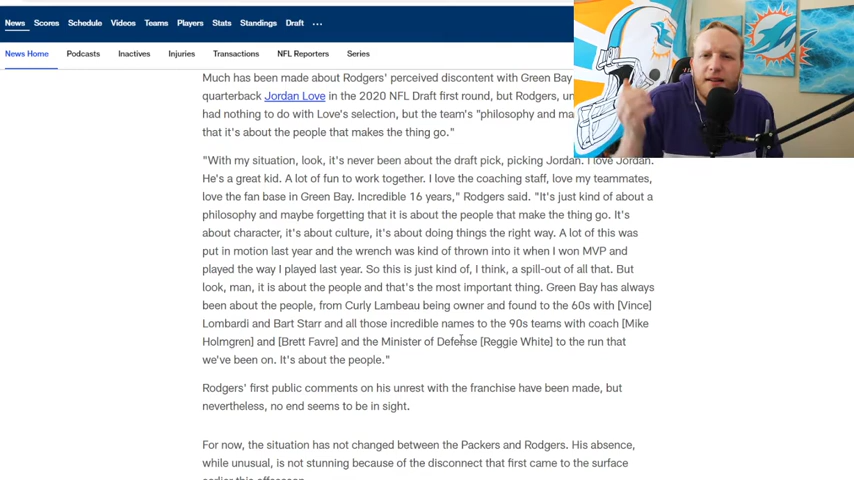 News Scores Schedule Videos Teams Players Stats Standings Draft ...
News Home Podcasts Inactives Injuries Transactions NFL Reporters Series
Much has been made about Rodgers' perceived discontent with Green Bay
quarterback Jordan Love in the 2020 NFL Draft first round, but Rodgers,
had nothing to do with Love's selection, but the team's "philosophy and
that it's about the people that makes the thing go."
"With my situation, look, it's never been about the draft pick, picking Jordan. I love Jordan.
He's a great kid. A lot of fun to work together. I love the coaching staff, love my teammates,
love the fan base in Green Bay. Incredible 16 years," Rodgers said. "It's just kind of about a
philosophy and maybe forgetting that it is about the people that make the thing go. It's
about character, it's about culture, it's about doing things the right way. A lot of this was
put in motion last year and the wrench was kind of thrown into it when I won MVP and
played the way I played last year. So this is just kind of, I think, a spill-out of all that. But
look, man, it is about the people and that's the most important thing. Green Bay has always
been about the people, from Curly Lambeau being owner and found to the 60s with [Vince]
Lombardi and Bart Starr and all those incredible names to the 90s teams with coach [Mike
Holmgren] and [Brett Favre] and the Minister of Defense [Reggie White] to the run that
we've been on. It's about the people."
Rodgers' first public comments on his unrest with the franchise have been made, but
nevertheless, no end seems to be in sight.
For now, the situation has not changed between the Packers and Rodgers. His absence,
while unusual, is not stunning because of the disconnect that first came to the surface
earlier this offseason